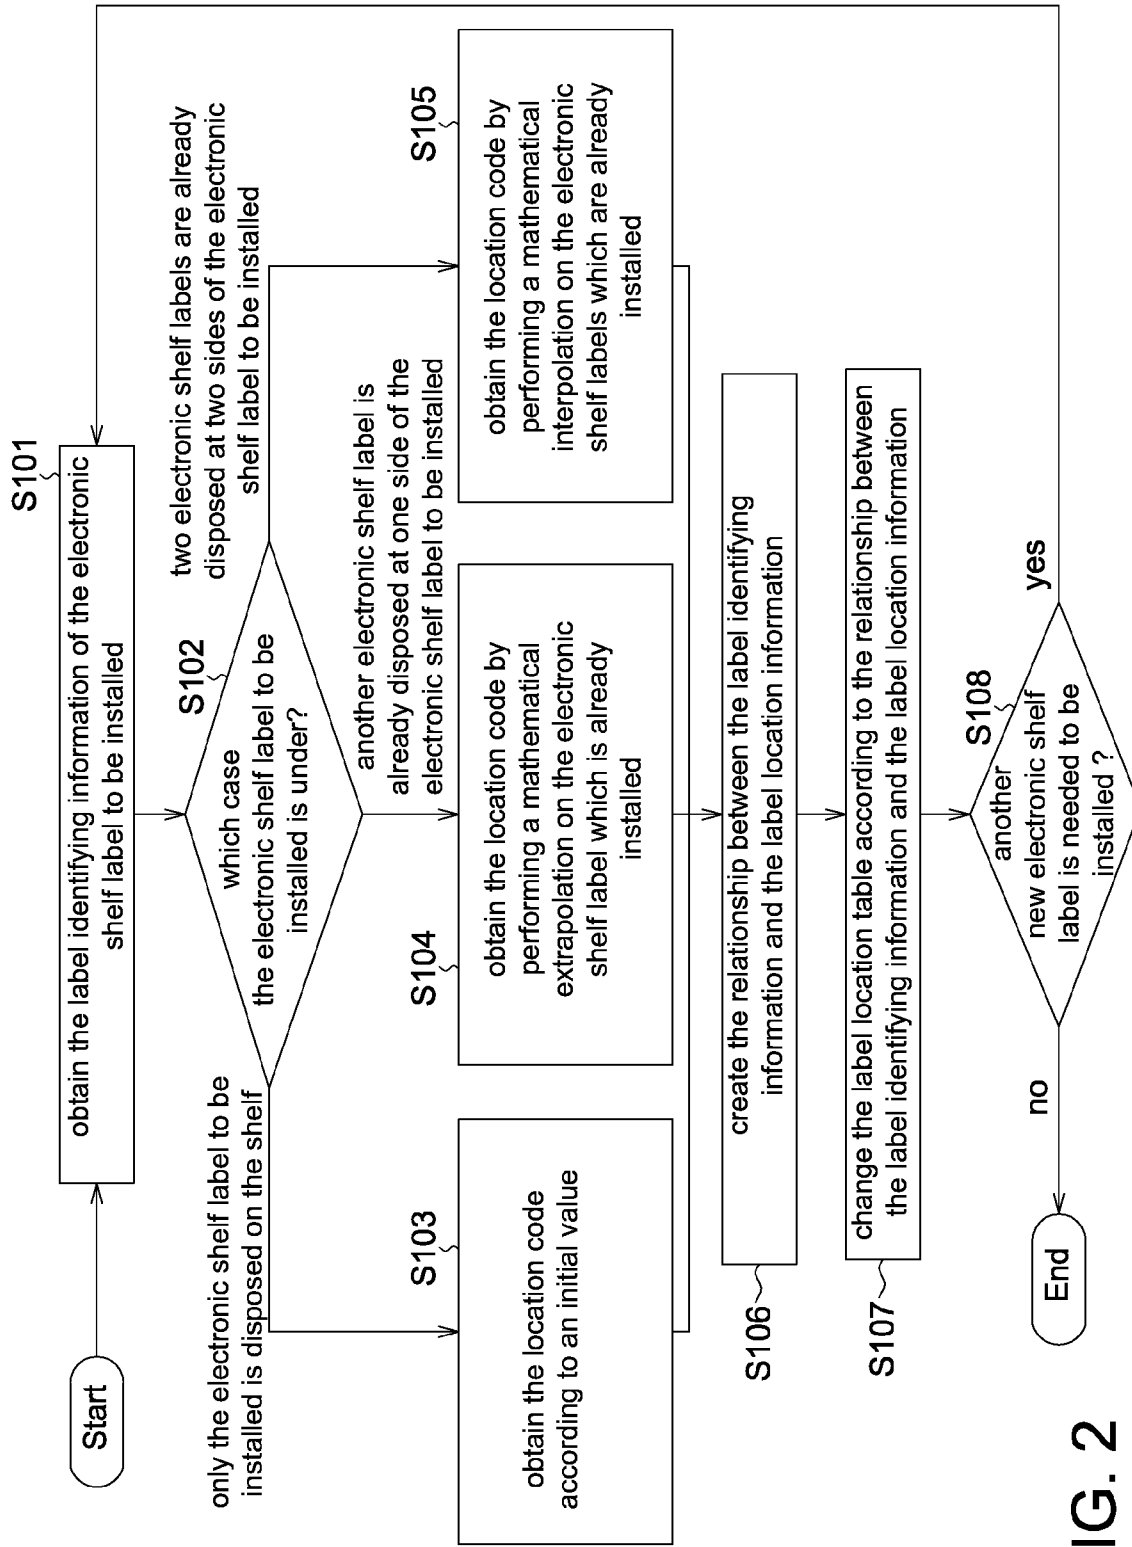 Start
S101
obtain the label identifying information of the electronic
shelf label to be installed
S102
which case
the electronic shelf label to be
installed is under?
only the electronic shelf label to be
installed is disposed on the shelf
another electronic shelf label is
already disposed at one side of the
electronic shelf label to be installed
two electronic shelf labels are already
disposed at two sides of the electronic
shelf label to be installed
S103
obtain the location code
according to an initial value
S104
obtain the location code by
performing a mathematical
extrapolation on the electronic
shelf label which is already
installed
S105
obtain the location code by
performing a mathematical
interpolation on the electronic
shelf labels which are already
installed
S106
create the relationship between the label identifying
information and the label location information
S107
change the label location table according to the relationship between
the label identifying information and the label location information
S108
another
new electronic shelf
label is needed to be
installed ?
no
yes
End
IG. 2